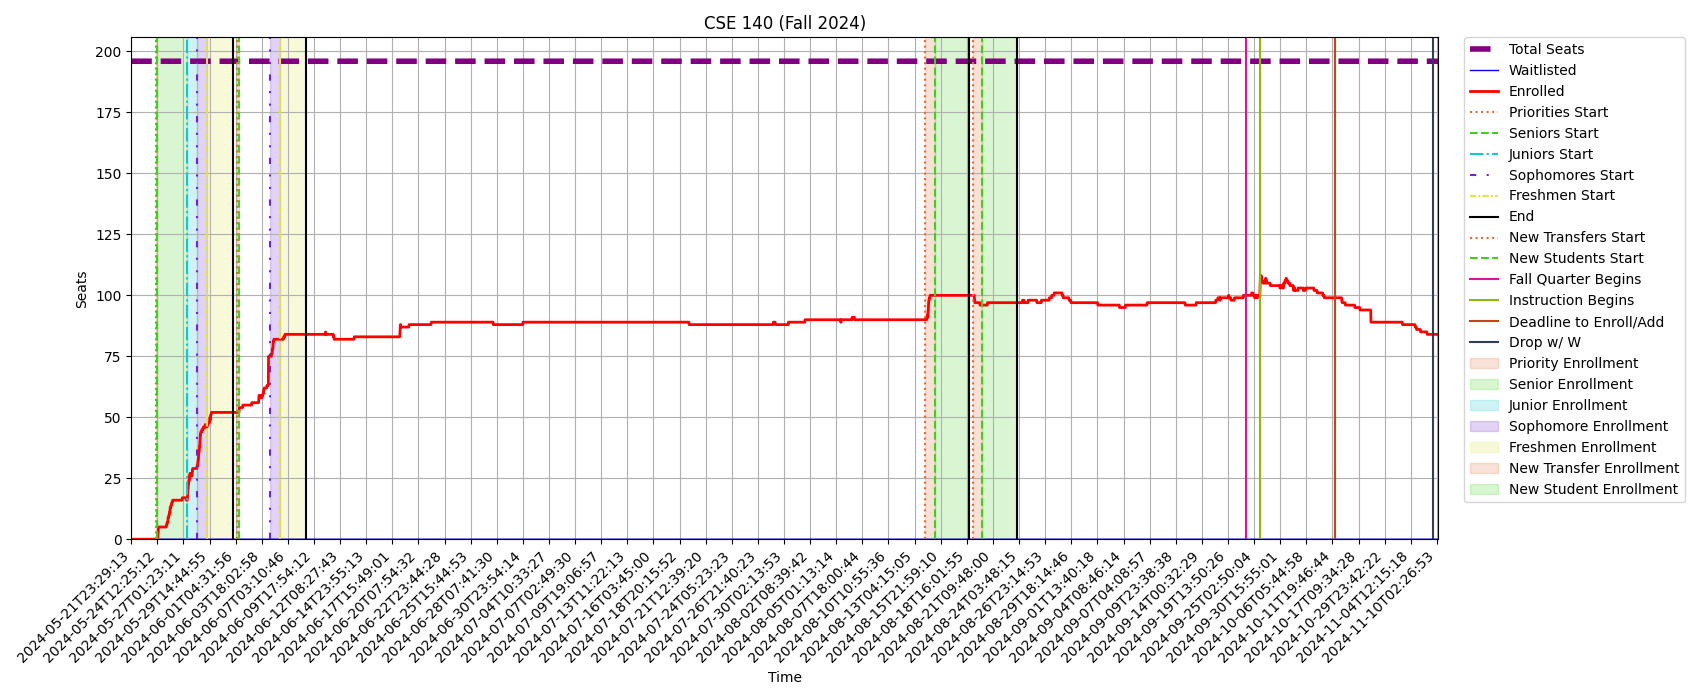 CSE 140 (Fall 2024)
Seats
200
175
150
125
100
75
50
25
0
2024-05-21T23:29:13
2024-05-24T12:25:12
2024-05-27T01:23:11
2024-05-29T14:44:55
2024-06-01T04:31:56
2024-06-03T18:02:58
2024-06-07T03:10:46
2024-06-09T17:54:12
2024-06-12T08:27:43
2024-06-14T23:55:13
2024-06-17T15:49:01
2024-06-20T07:54:32
2024-06-22T23:44:28
2024-06-25T15:44:53
2024-06-28T07:41:30
2024-06-30T23:54:14
2024-07-04T10:33:27
2024-07-07T02:49:30
2024-07-09T19:06:57
2024-07-13T11:22:13
2024-07-16T03:45:00
2024-07-18T20:15:52
2024-07-21T12:39:20
2024-07-24T05:23:23
2024-07-26T21:40:23
2024-07-30T02:13:53
2024-08-02T08:39:42
2024-08-05T01:13:14
2024-08-07T18:00:44
2024-08-10T10:55:36
2024-08-13T04:15:05
2024-08-15T21:59:10
2024-08-18T16:01:55
2024-08-21T09:48:00
2024-08-24T03:48:15
2024-08-26T23:14:53
2024-08-29T18:14:46
2024-09-01T13:40:18
2024-09-04T08:46:14
2024-09-07T04:08:57
2024-09-09T23:38:38
2024-09-14T00:32:29
2024-09-19T13:50:26
2024-09-25T02:50:04
2024-09-30T15:55:01
2024-10-06T05:44:58
2024-10-11T19:46:44
2024-10-17T09:34:28
2024-10-29T23:42:22
2024-11-04T12:15:18
2024-11-10T02:26:53
Time
Total Seats
Waitlisted
Enrolled
Priorities Start
Seniors Start
Juniors Start
Sophomores Start
Freshmen Start
End
New Transfers Start
New Students Start
Fall Quarter Begins
Instruction Begins
Deadline to Enroll/Add
Drop w/ W
Priority Enrollment
Senior Enrollment
Junior Enrollment
Sophomore Enrollment
Freshmen Enrollment
New Transfer Enrollment
New Student Enrollment